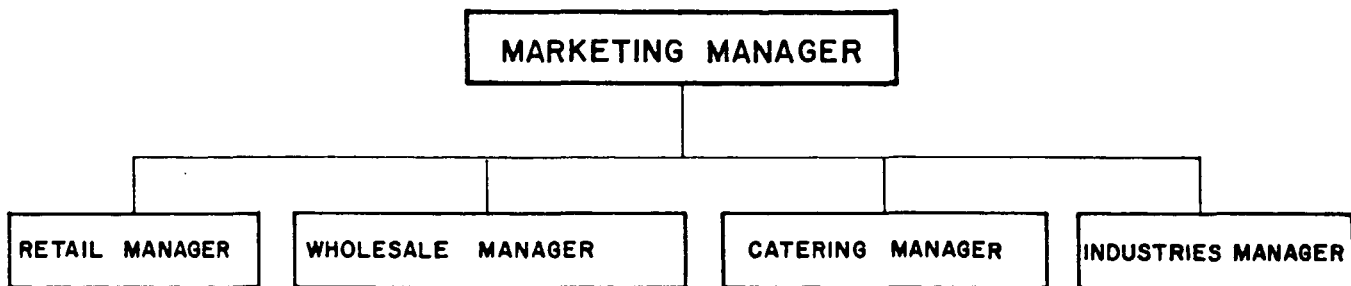 MARKETING MANAGER
RETAIL MANAGER
WHOLESALE MANAGER
CATERING MANAGER
INDUSTRIES MANAGER